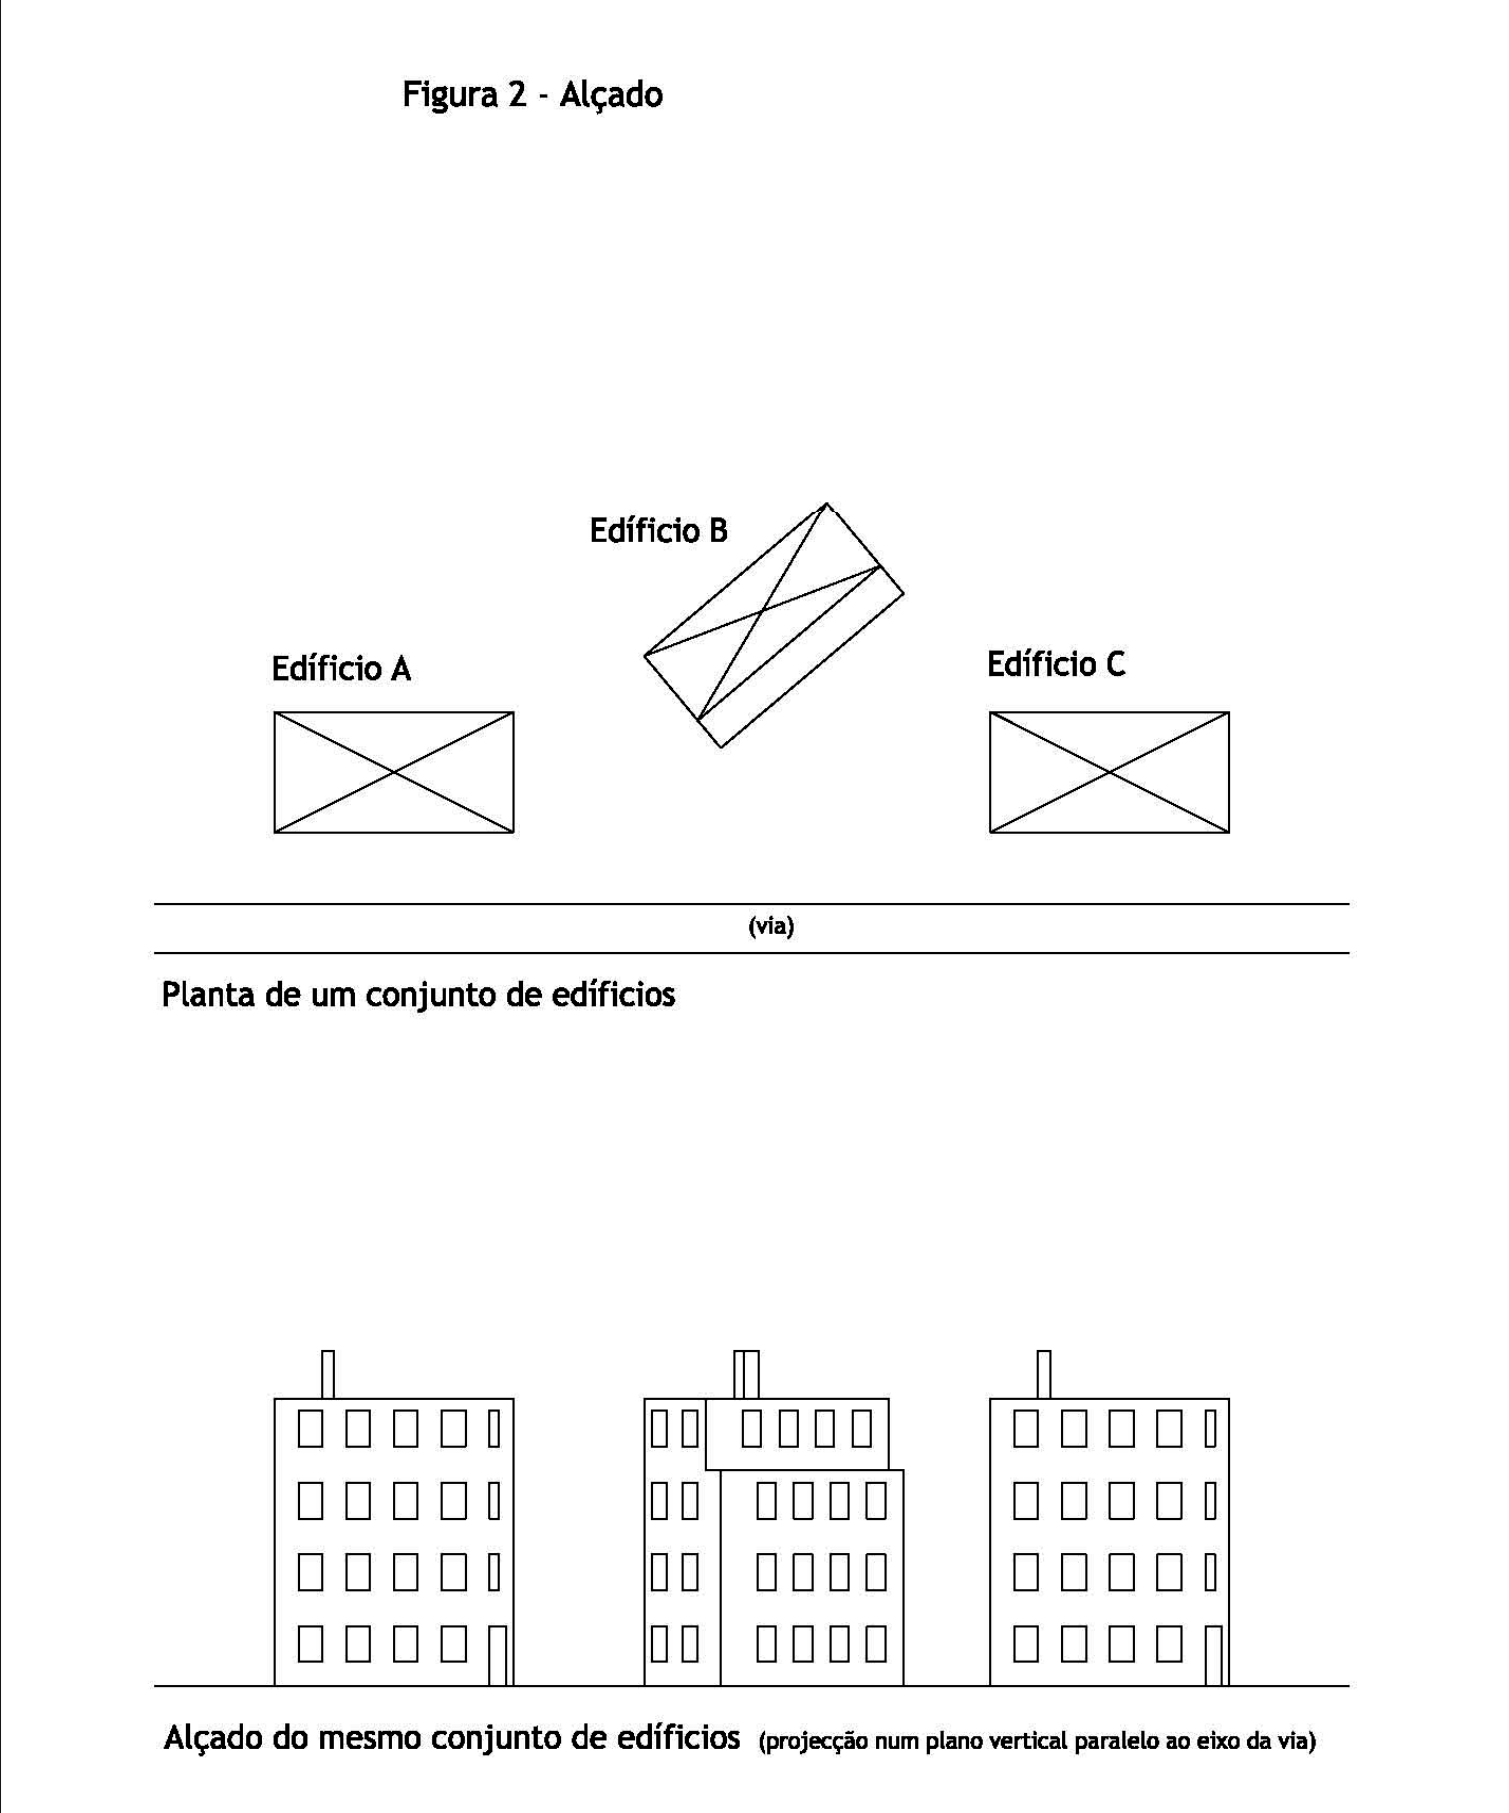 Figura 2 - Alçado
Edíficio B
Edíficio A
Edíficio C
(via)
Planta de um conjunto de edíficios
Alçado do mesmo conjunto de edíficios (projecção num plano vertical paralelo ao eixo da via)